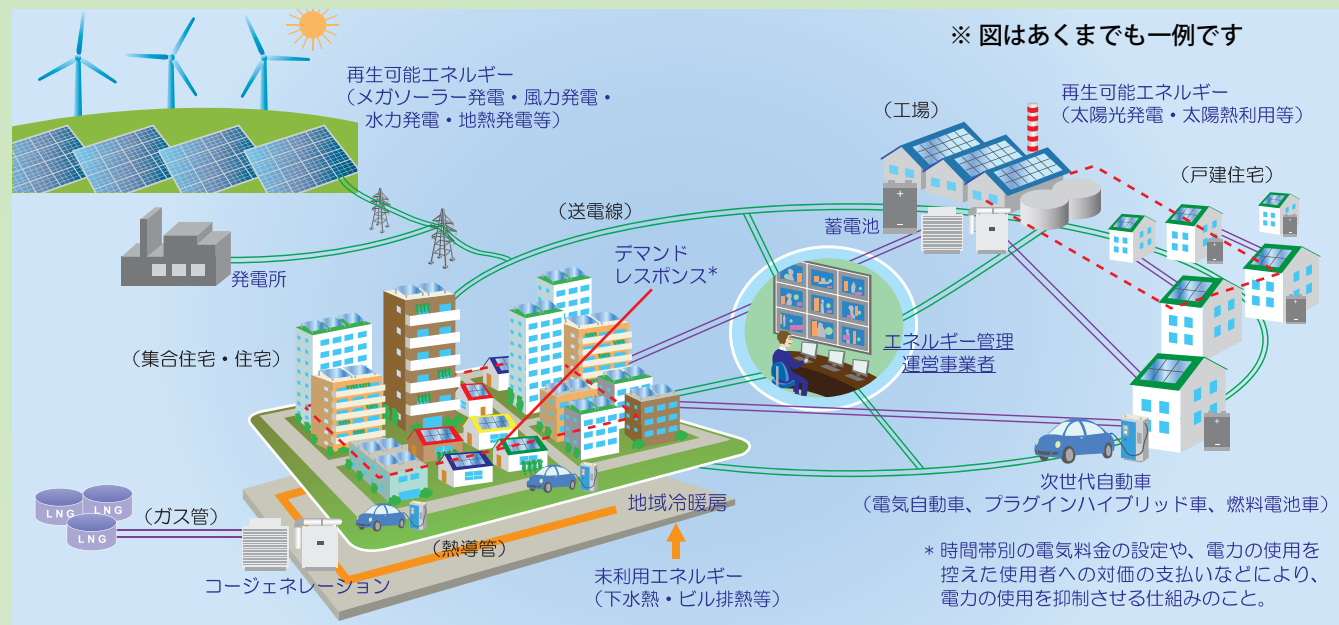 ※ 図はあくまでも一例です
再生可能エネルギー
（メガソーラー発電・風力発電・
水力発電・地熱発電等）
再生可能エネルギー
（太陽光発電・太陽熱利用等）
（工場）
（戸建住宅）
（送電線）
蓄電池
デマンド
レスポンス*
発電所
エネルギー管理
運営事業者
（集合住宅・住宅）
次世代自動車
（電気自動車、プラグインハイブリッド車、燃料電池車）
LNG
LNG
LNG
（ガス管）
地域冷暖房
（熱導管）
コージェネレーション
未利用エネルギー
（下水熱・ビル排熱等）
* 時間帯別の電気料金の設定や、電力の使用を
控えた使用者への対価の支払いなどにより、
電力の使用を抑制させる仕組みのこと。